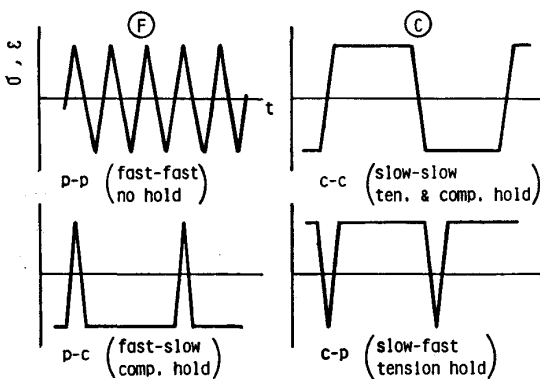 F
C
σ, ε
t
p-p (fast-fast
no hold)
c-c (slow-slow
ten. & comp. hold)
p-c (fast-slow
comp. hold)
c-p (slow-fast
tension hold)